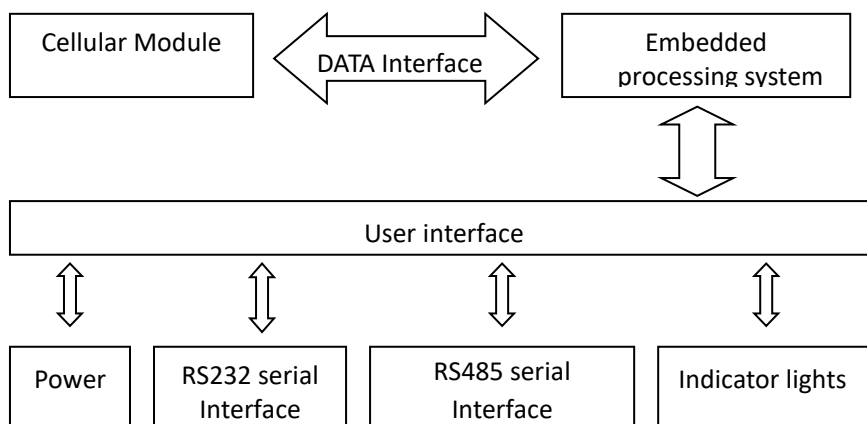 Cellular Module
DATA Interface
Embedded
processing system
User interface
Power
RS232 serial
Interface
RS485 serial
Interface
Indicator lights